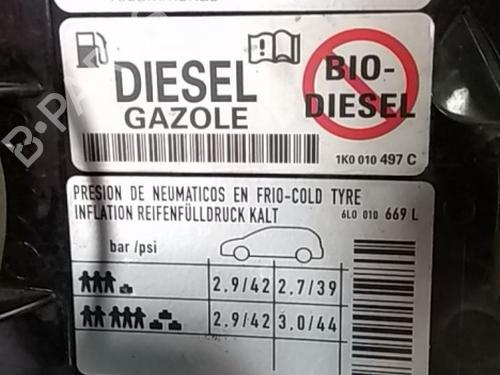 DIESEL
GAZOLE
BIO-
DIESEL
1K0 010 497 C
PRESION DE NEUMATICOS EN FRIO-COLD TYRE
INFLATION REIFENFÜLLDRUCK KALT
6L0 010 669 L
bar/psi
2.9/42 2.7/39
2.9/42 3.0/44